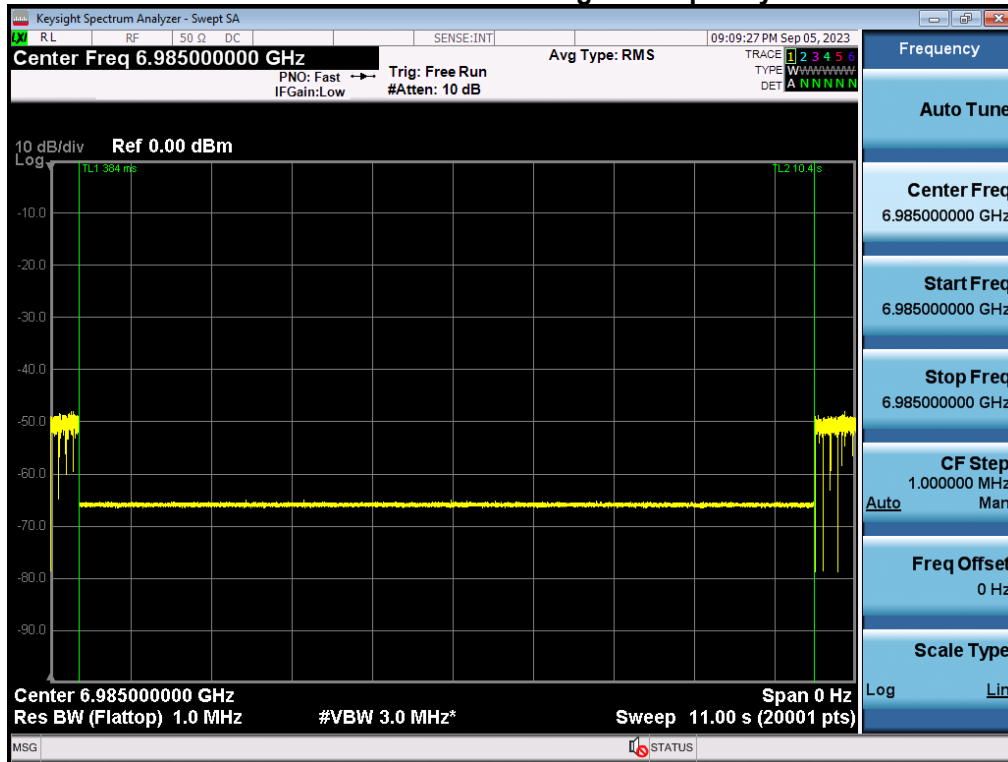 Keysight Spectrum Analyzer - Swept SA
LXI RL RF 50 Ω DC SENSE:INT 09:09:27 PM Sep 05, 2023
Center Freq 6.985000000 GHz
Avg Type: RMS
TRACE 1 2 3 4 5 6
PNO: Fast Trig: Free Run
TYPE WWWWWW
IFGain:Low #Atten: 10 dB
DET A N N N N N
10 dB/div Ref 0.00 dBm
Log
TL1 384 ms
TL2 10.4 s
-10.0
-20.0
-30.0
-40.0
-50.0
-60.0
-70.0
-80.0
-90.0
Center 6.985000000 GHz Span 0 Hz
Res BW (Flattop) 1.0 MHz #VBW 3.0 MHz* Sweep 11.00 s (20001 pts)
MSG STATUS
Frequency
Auto Tune
Center Freq
6.985000000 GHz
Start Freq
6.985000000 GHz
Stop Freq
6.985000000 GHz
CF Step
1.000000 MHz
Auto Man
Freq Offset
0 Hz
Scale Type
Log Lin